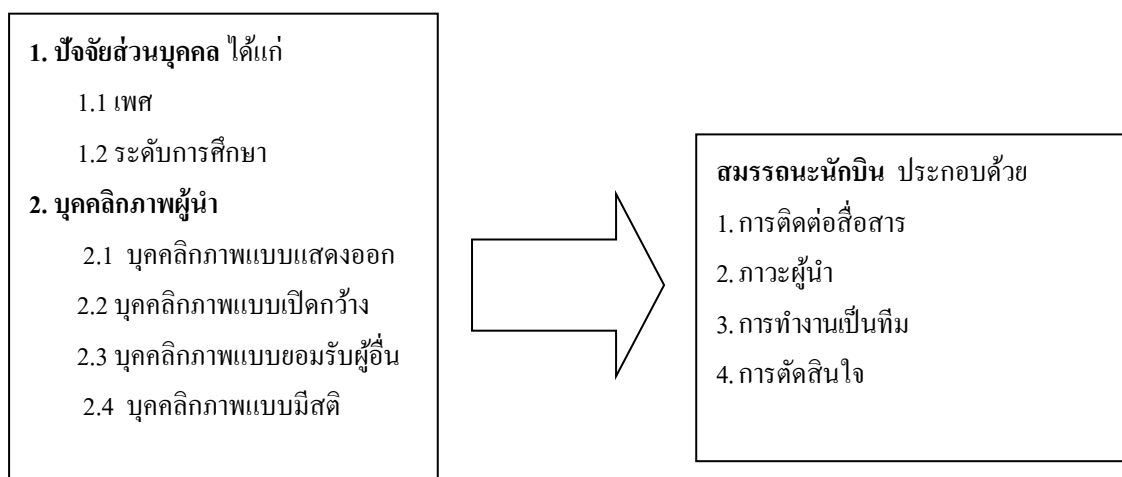 1. ปัจจัยส่วนบุคคล ได้แก่
1.1 เพศ
1.2 ระดับการศึกษา
2. บุคคลิกภาพผู้นำ
2.1 บุคคลิกภาพแบบแสดงออก
2.2 บุคคลิกภาพแบบเปิดกว้าง
2.3 บุคคลิกภาพแบบยอมรับผู้อื่น
2.4 บุคคลิกภาพแบบมีสติ
สมรรถนะนักบิน ประกอบด้วย
1. การติดต่อสื่อสาร
2. ภาวะผู้นำ
3. การทำงานเป็นทีม
4. การตัดสินใจ